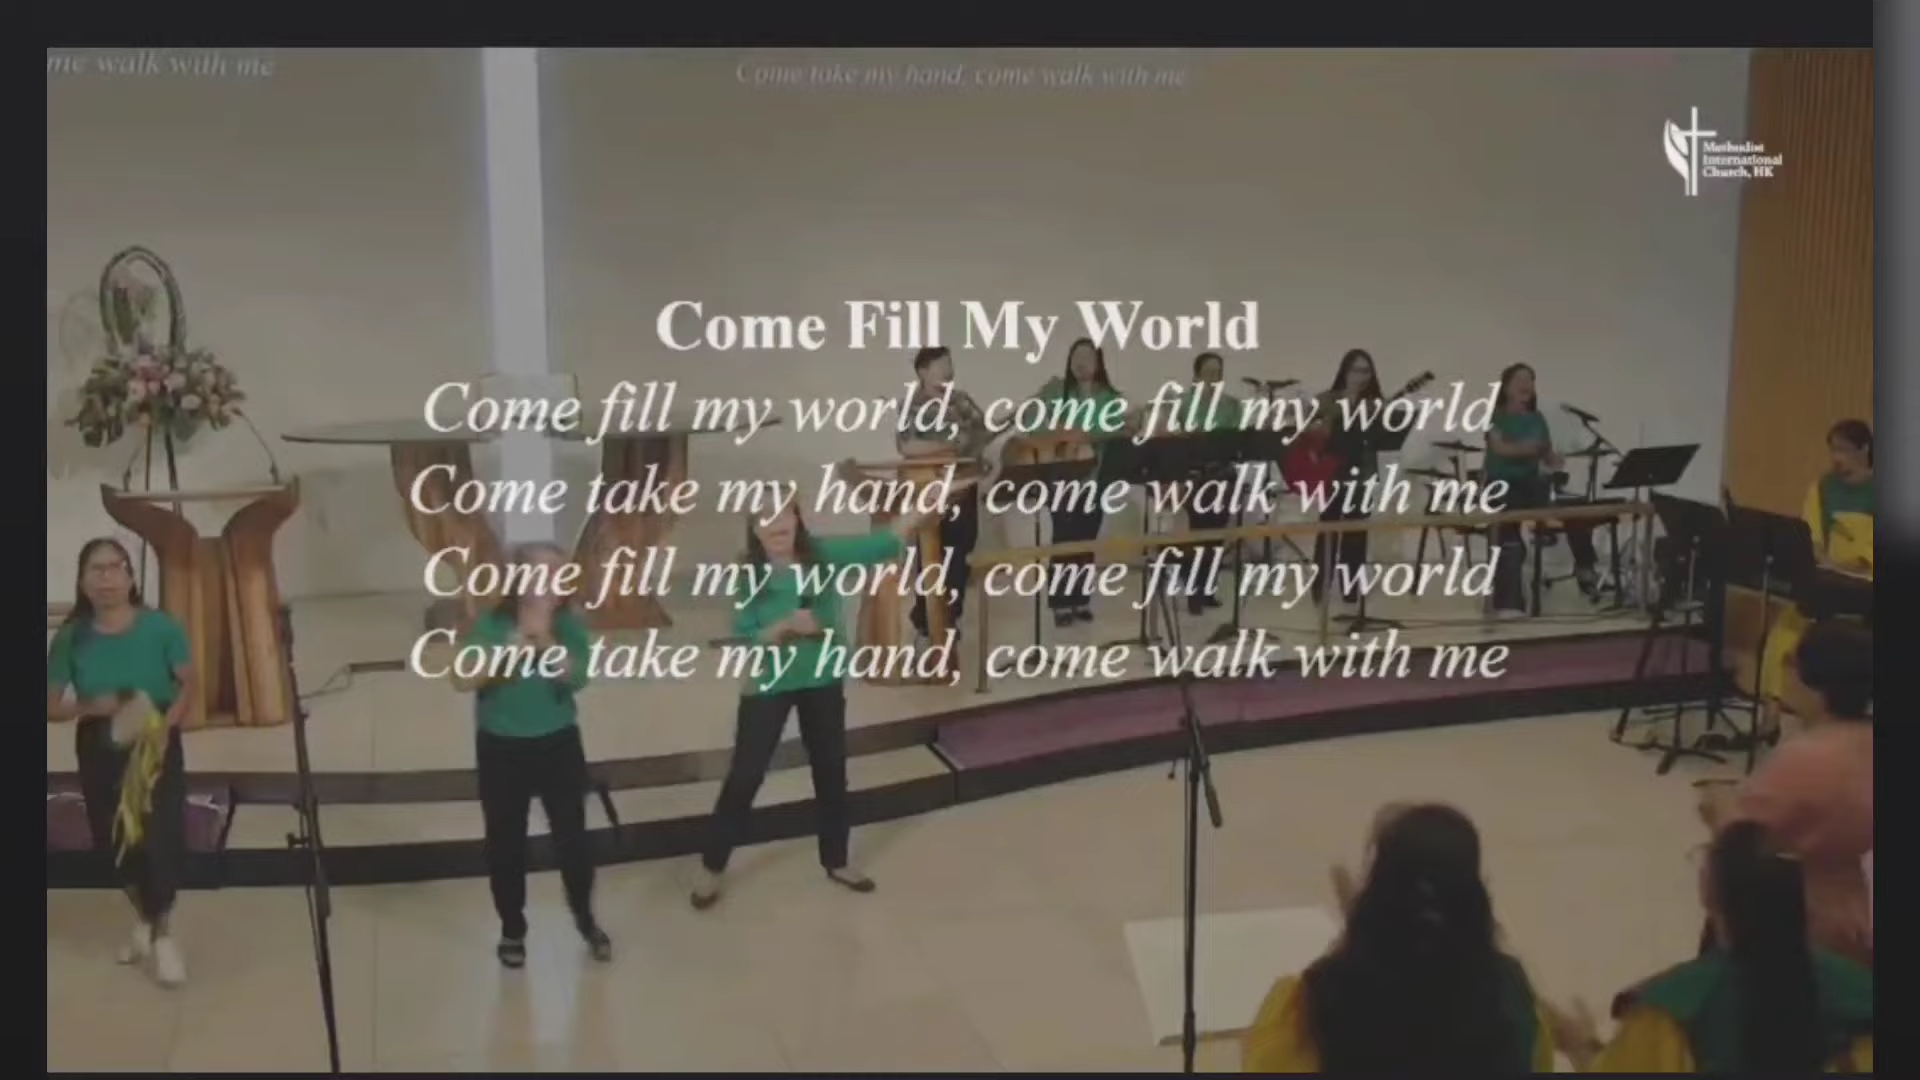 me walk with me
Come take my hand, come walk with me
Methodist
International
Church, HK
Come Fill My World
Come fill my world, come fill my world
Come take my hand, come walk with me
Come fill my world, come fill my world
Come take my hand, come walk with me